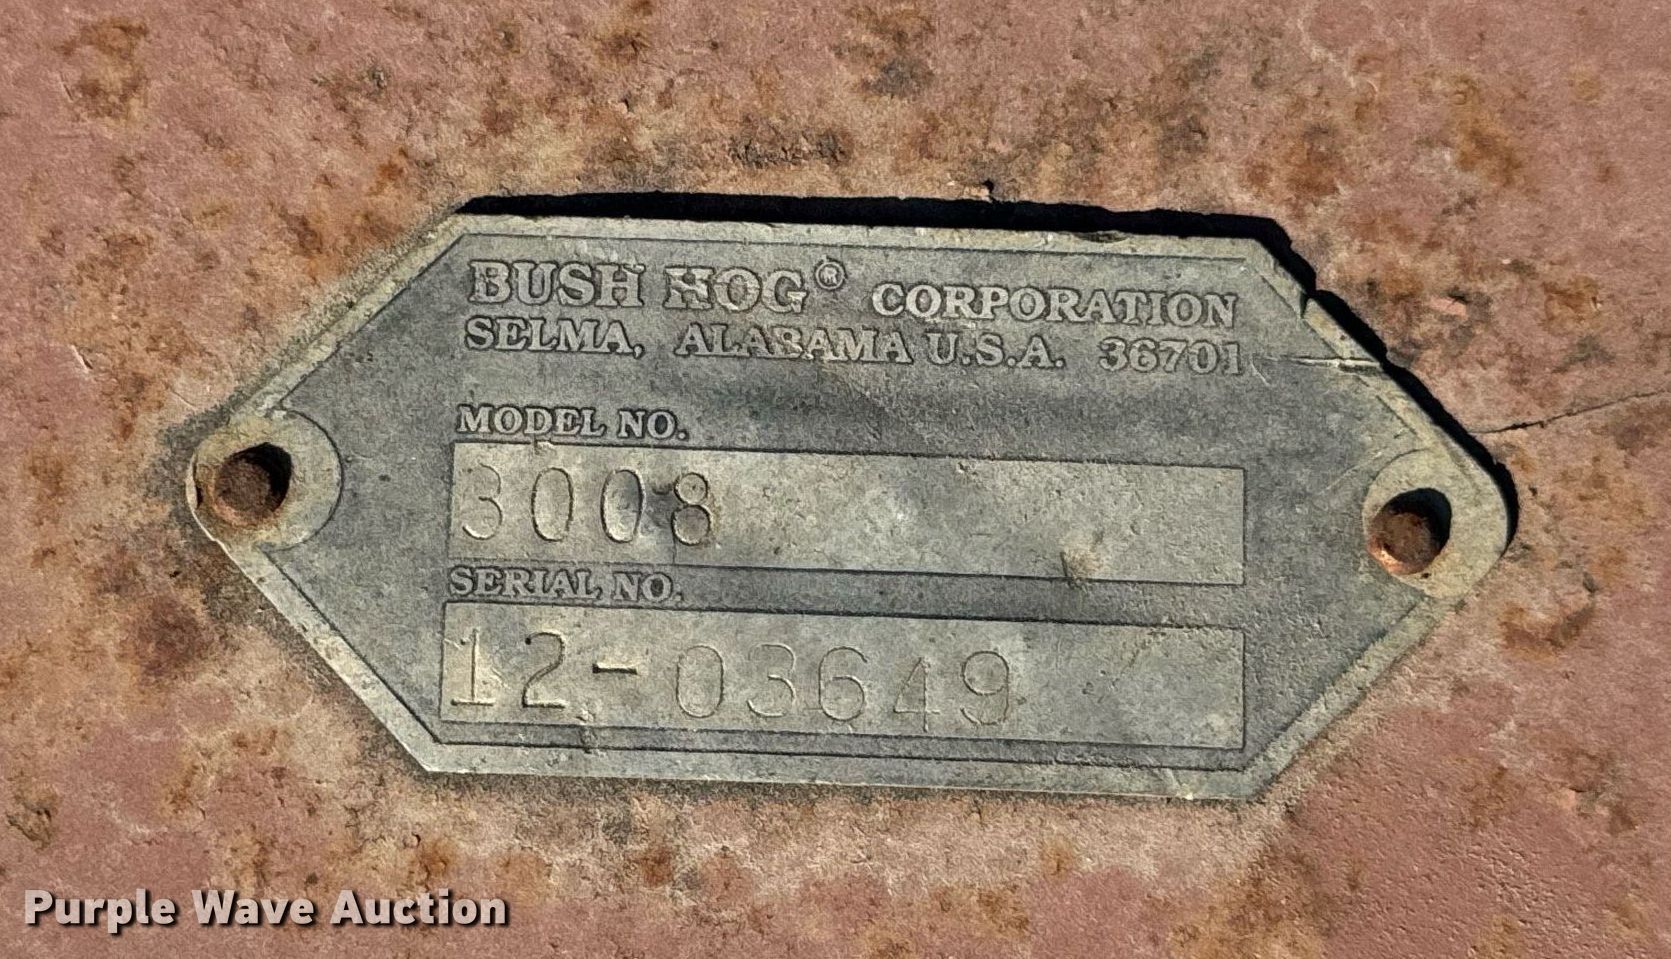 BUSH HOG® CORPORATION
SELMA, ALABAMA U.S.A. 36701
MODEL NO.
3008
SERIAL NO.
12-03649
Purple Wave Auction